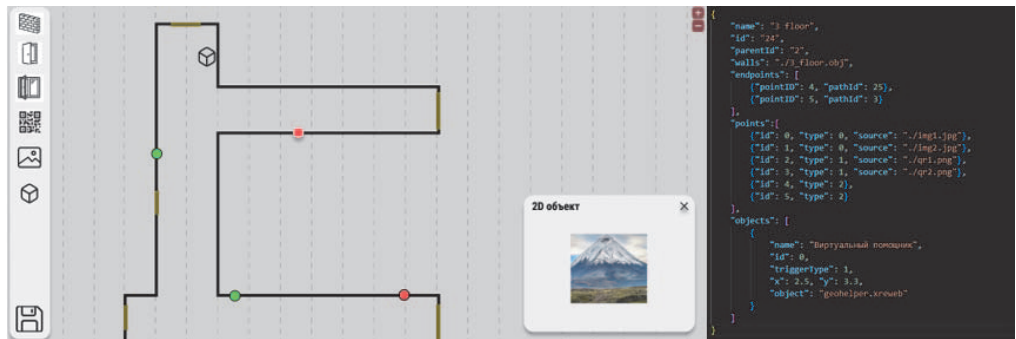 2D объект
{
"name": "3 floor",
"id": "24",
"parentId": "2",
"walls": "./3_floor.obj",
"endpoints": [
{"pointID": 4, "pathId": 25},
{"pointID": 5, "pathId": 3}
],
"points":[
{"id": 0, "type": 0, "source": "./img1.jpg"},
{"id": 1, "type": 0, "source": "./img2.jpg"},
{"id": 2, "type": 1, "source": "./qr1.png"},
{"id": 3, "type": 1, "source": "./qr2.png"},
{"id": 4, "type": 2},
{"id": 5, "type": 2}
],
"objects": [
{
"name": "Виртуальный помощник",
"id": 0,
"triggerType": 1,
"x": 2.5, "y": 3.3,
"object": "geohelper.xreweb"
}
]
}